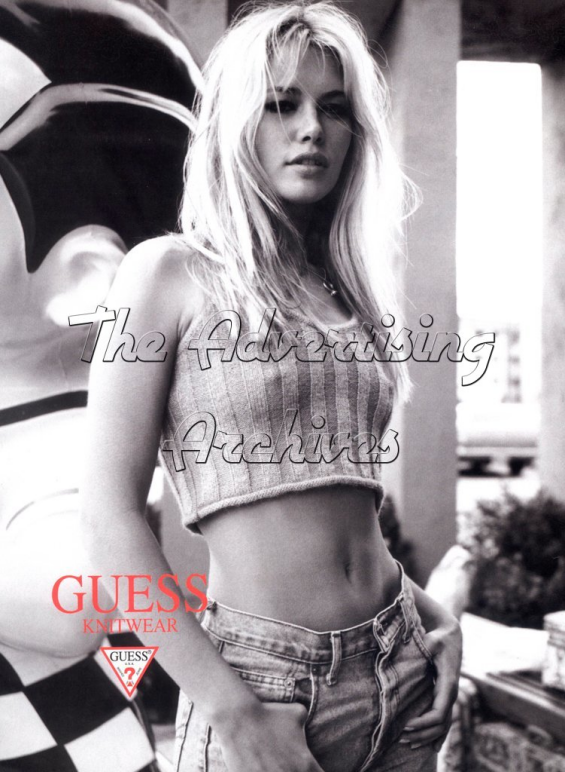 The Advertising
Archives
GUESS
KNITWEAR
GUESS
?